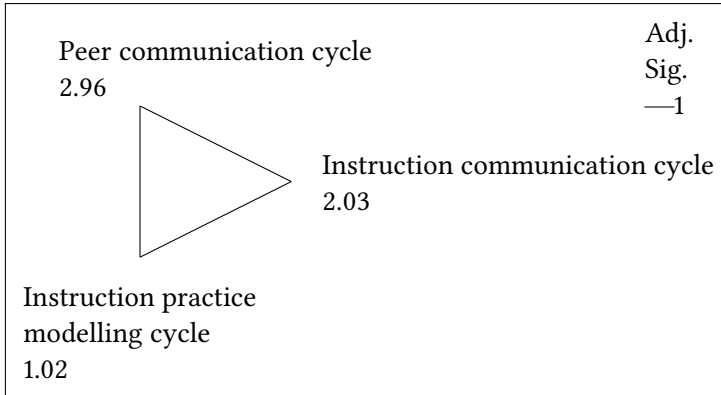 Peer communication cycle
2.96
Adj.
Sig.
—1
Instruction communication cycle
2.03
Instruction practice
modelling cycle
1.02